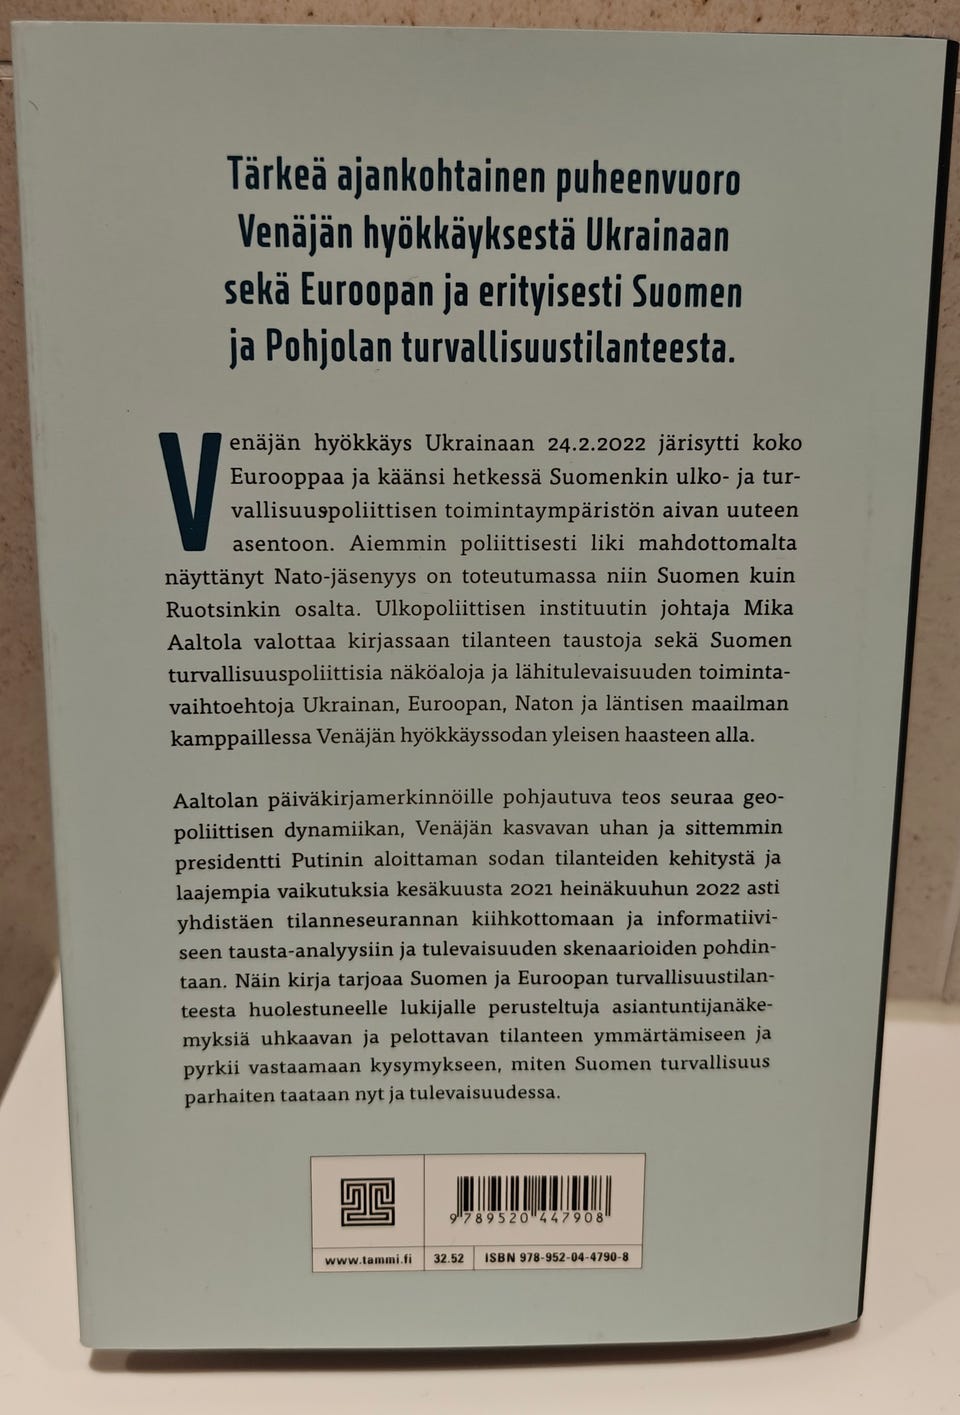 Tärkeä ajankohtainen puheenvuoro
Venäjän hyökkäyksestä Ukrainaan
sekä Euroopan ja erityisesti Suomen
ja Pohjolan turvallisuustilanteesta.
Venäjän hyökkäys Ukrainaan 24.2.2022 järisytti koko
Eurooppaa ja käänsi hetkessä Suomenkin ulko- ja tur-
vallisuuspoliittisen toimintaympäristön aivan uuteen
asentoon. Aiemmin poliittisesti liki mahdottomalta
näyttänyt Nato-jäsenyys on toteutumassa niin Suomen kuin
Ruotsinkin osalta. Ulkopoliittisen instituutin johtaja Mika
Aaltola valottaa kirjassaan tilanteen taustoja sekä Suomen
turvallisuuspoliittisia näköaloja ja lähitulevaisuuden toiminta-
vaihtoehtoja Ukrainan, Euroopan, Naton ja läntisen maailman
kamppaillessa Venäjän hyökkäyssodan yleisen haasteen alla.
Aaltolan päiväkirjamerkinnöille pohjautuva teos seuraa geo-
poliittisen dynamiikan, Venäjän kasvavan uhan ja sittemmin
presidentti Putinin aloittaman sodan tilanteiden kehitystä ja
laajempia vaikutuksia kesäkuusta 2021 heinäkuuhun 2022 asti
yhdistäen tilanneseurannan kiihkottomaan ja informatiivi-
seen tausta-analyysiin ja tulevaisuuden skenaarioiden pohdin-
taan. Näin kirja tarjoaa Suomen ja Euroopan turvallisuustilan-
teesta huolestuneelle lukijalle perusteltuja asiantuntijanäke-
myksiä uhkaavan ja pelottavan tilanteen ymmärtämiseen ja
pyrkii vastaamaan kysymykseen, miten Suomen turvallisuus
parhaiten taataan nyt ja tulevaisuudessa.
9 789520 447908
www.tammi.fi 32.52 ISBN 978-952-04-4790-8